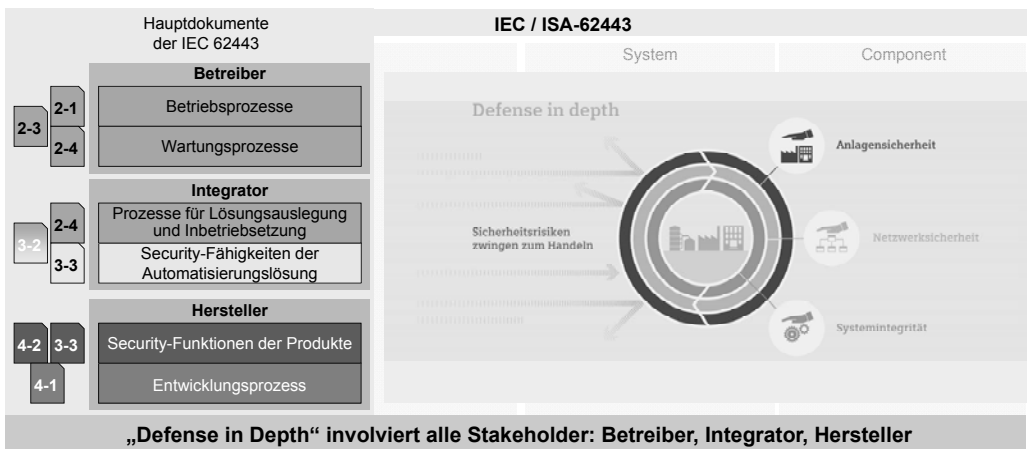 Hauptdokumente
der IEC 62443
IEC / ISA-62443
System
Component
Betreiber
2-3
2-1
2-4
Betriebsprozesse
Wartungsprozesse
Integrator
3-2
2-4
3-3
Prozesse für Lösungsauslegung
und Inbetriebsetzung
Security-Fähigkeiten der
Automatisierungslösung
Hersteller
4-2
3-3
4-1
Security-Funktionen der Produkte
Entwicklungsprozess
Defense in depth
Sicherheitsrisiken
zwingen zum Handeln
Anlagensicherheit
Netzwerksicherheit
Systemintegrität
„Defense in Depth“ involviert alle Stakeholder: Betreiber, Integrator, Hersteller